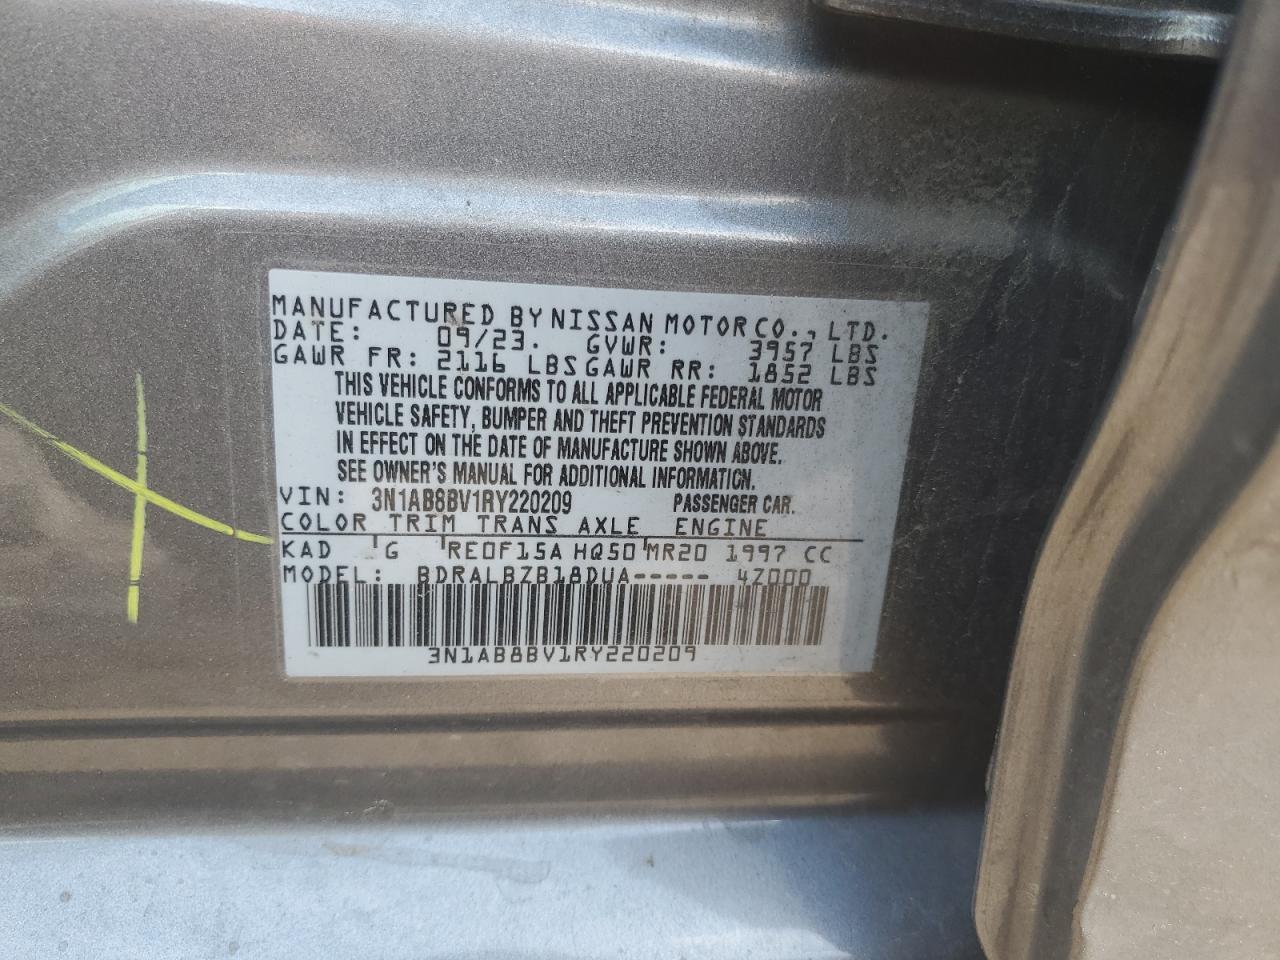 MANUFACTURED BY NISSAN MOTOR CO., LTD.
DATE: 09/23. GVWR: 3957 LBS
GAWR FR: 2116 LBS GAWR RR: 1852 LBS
THIS VEHICLE CONFORMS TO ALL APPLICABLE FEDERAL MOTOR
VEHICLE SAFETY, BUMPER AND THEFT PREVENTION STANDARDS
IN EFFECT ON THE DATE OF MANUFACTURE SHOWN ABOVE.
SEE OWNER'S MANUAL FOR ADDITIONAL INFORMATION.
VIN: 3N1AB8BV1RY220209 PASSENGER CAR.
COLOR TRIM TRANS AXLE ENGINE
KAD G RE0F15A HQ50 MR20 1997 CC
MODEL: BDRALBZB18DUA----- 4Z000
3N1AB8BV1RY220209